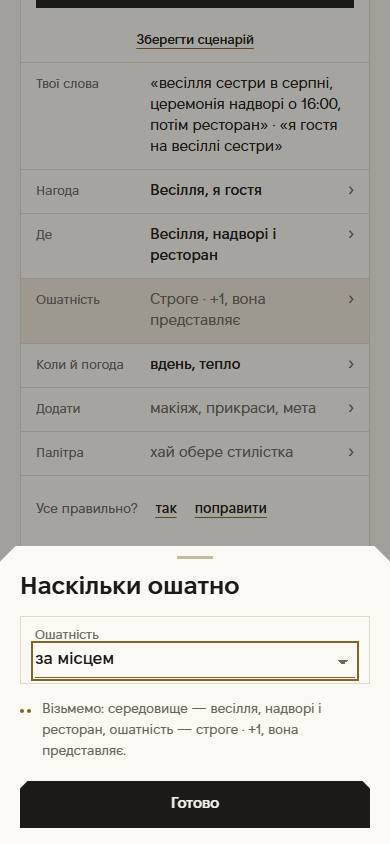 Зберегти сценарій
Твої слова
«весілля сестри в серпні,
церемонія надворі о 16:00,
потім ресторан» · «я гостя
на весіллі сестри»
Нагода
Весілля, я гостя
Де
Весілля, надворі і
ресторан
Ошатність
Строге · +1, вона
представляє
Коли й погода
вдень, тепло
Додати
макіяж, прикраси, мета
Палітра
хай обере стилістка
Усе правильно? так поправити
Наскільки ошатно
Ошатність
за місцем
Візьмемо: середовище — весілля, надворі і
ресторан, ошатність — строге · +1, вона
представляє.
Готово